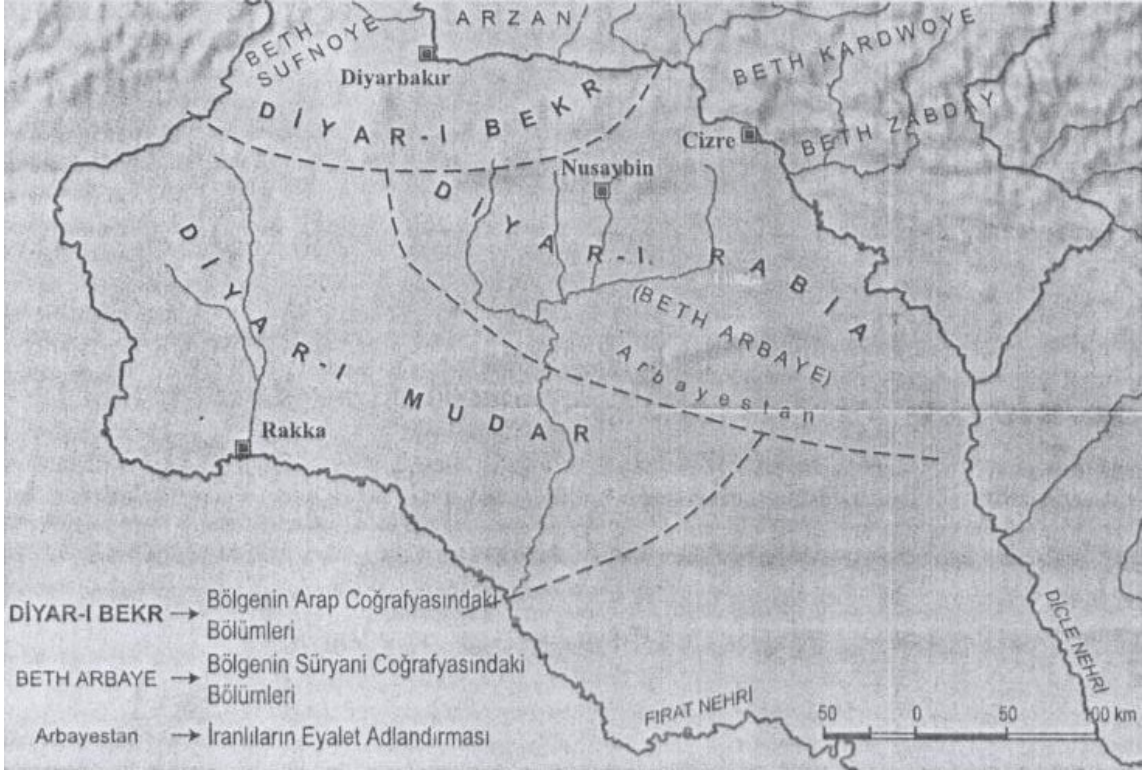 ARZAN
BETH
SUFNOYE
Diyarbakır
BETH KARDWOYE
DİYAR-I BEKR
Cizre
BETH ZABDAY
Nusaybin
DİYAR-I. RABİA
(BETH ARBAYE)
Arbayestan
DİYAR-I MUDAR
Rakka
DİYAR-I BEKR → Bölgenin Arap Coğrafyasındaki
Bölümleri
BETH ARBAYE → Bölgenin Süryani Coğrafyasındaki
Bölümleri
Arbayestan → İranlıların Eyalet Adlandırması
FIRAT NEHRİ
DİCLE NEHRİ
50 0 50 100 km